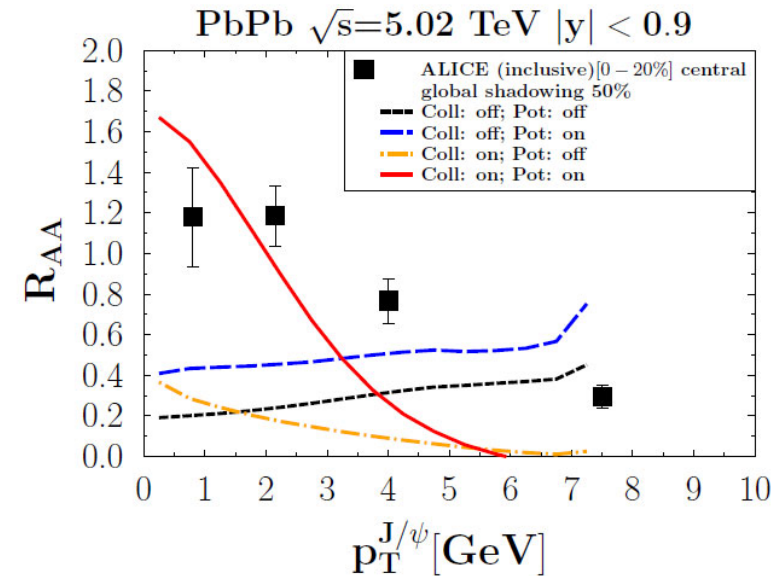 PbPb √s=5.02 TeV |y| < 0.9
ALICE (inclusive)[0 − 20%] central
global shadowing 50%
Coll: off; Pot: off
Coll: off; Pot: on
Coll: on; Pot: off
Coll: on; Pot: on
R_AA
2.0
1.8
1.6
1.4
1.2
1.0
0.8
0.6
0.4
0.2
0.0
0 1 2 3 4 5 6 7 8 9 10
p_T^J/ψ[GeV]